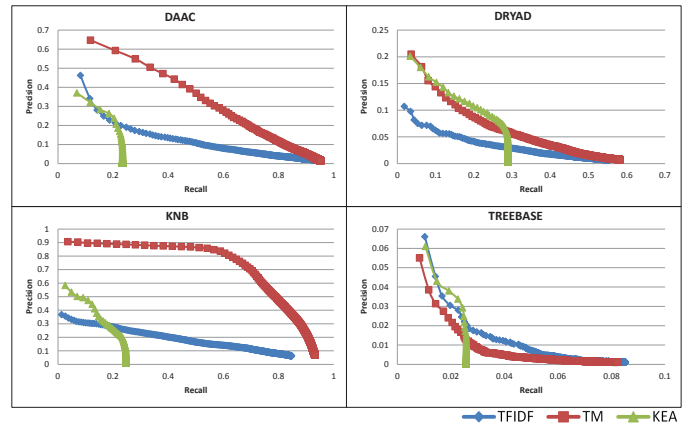 DAAC
0.7
0.6
0.5
0.4
0.3
0.2
0.1
0
Precision
0 0.2 0.4 0.6 0.8 1
Recall
DRYAD
0.25
0.2
0.15
0.1
0.05
0
Precision
0 0.1 0.2 0.3 0.4 0.5 0.6 0.7
Recall
KNB
1
0.9
0.8
0.7
0.6
0.5
0.4
0.3
0.2
0.1
0
Precision
0 0.2 0.4 0.6 0.8 1
Recall
TREEBASE
0.07
0.06
0.05
0.04
0.03
0.02
0.01
0
Precision
0 0.02 0.04 0.06 0.08 0.1
Recall
TFIDF TM KEA